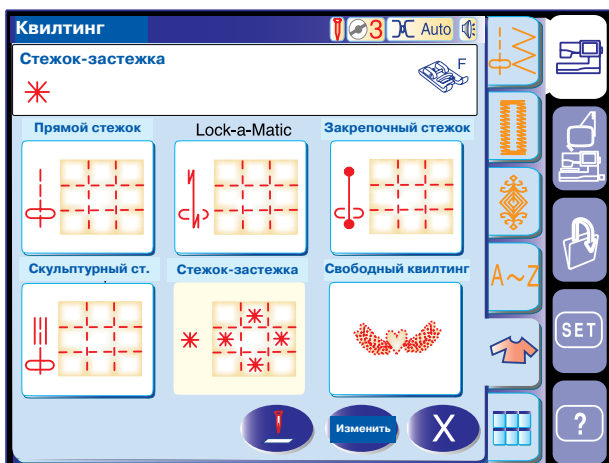 Квилтинг
3 Auto
Стежок-застежка
F
Прямой стежок Lock-a-Matic Закрепочный стежок
Скульптурный ст. Стежок-застежка Свободный квилтинг
A~Z
SET
Изменить X
?